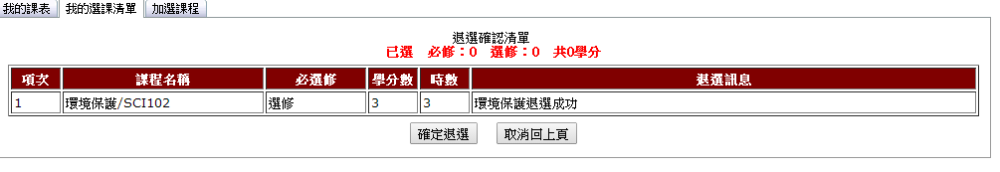 我的課表 我的選課清單 加選課程
退選確認清單
已選 必修：0 選修：0 共0學分
項次 課程名稱 必選修 學分數 時數 退選訊息
1 環境保護/SCI102 選修 3 3 環境保護退選成功
確定退選 取消回上頁